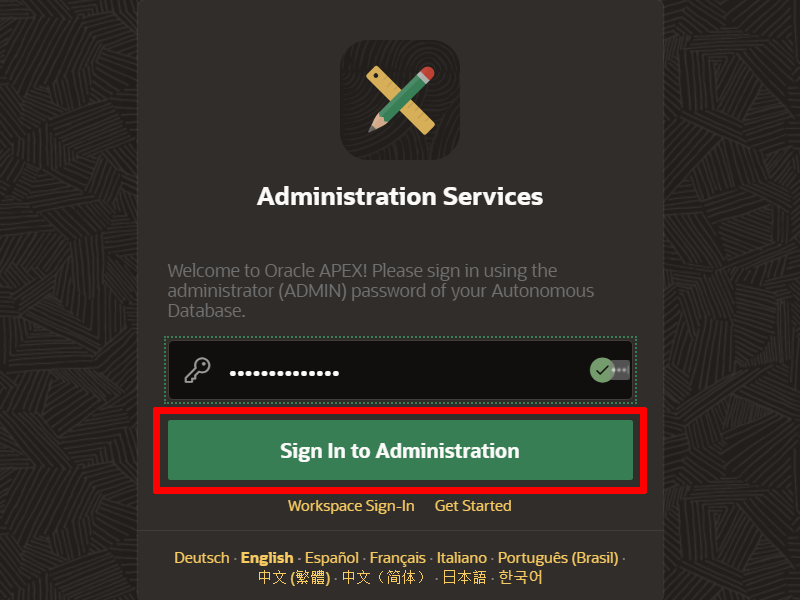 Administration Services
Welcome to Oracle APEX! Please sign in using the
administrator (ADMIN) password of your Autonomous
Database.
••••••••••••••
Sign In to Administration
Workspace Sign-In Get Started
Deutsch · English · Español · Français · Italiano · Português (Brasil) ·
中文 (繁體) · 中文（简体） · 日本語 · 한국어